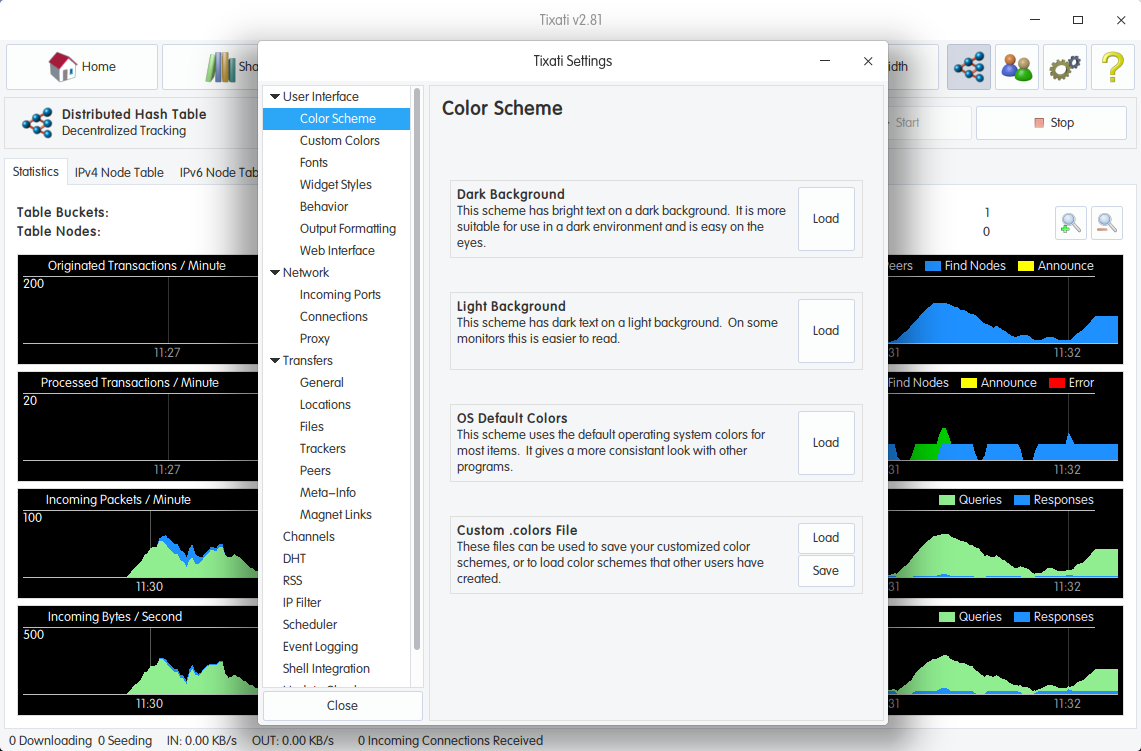 Tixati v2.81
Home
Sha
idth
Distributed Hash Table
Decentralized Tracking
Start
Stop
Statistics
IPv4 Node Table
IPv6 Node Tab
Table Buckets:
1
Table Nodes:
0
Originated Transactions / Minute
200
11:27
eers
Find Nodes
Announce
31
11:32
Processed Transactions / Minute
20
11:27
Find Nodes
Announce
Error
31
11:32
Incoming Packets / Minute
100
11:30
Queries
Responses
31
11:32
Incoming Bytes / Second
500
11:30
Queries
Responses
31
11:32
0 Downloading 0 Seeding IN: 0.00 KB/s OUT: 0.00 KB/s 0 Incoming Connections Received
Tixati Settings
User Interface
Color Scheme
Custom Colors
Fonts
Widget Styles
Behavior
Output Formatting
Web Interface
Network
Incoming Ports
Connections
Proxy
Transfers
General
Locations
Files
Trackers
Peers
Meta-Info
Magnet Links
Channels
DHT
RSS
IP Filter
Scheduler
Event Logging
Shell Integration
Close
Color Scheme
Dark Background
This scheme has bright text on a dark background. It is more
suitable for use in a dark environment and is easy on the
eyes.
Load
Light Background
This scheme has dark text on a light background. On some
monitors this is easier to read.
Load
OS Default Colors
This scheme uses the default operating system colors for
most items. It gives a more consistant look with other
programs.
Load
Custom .colors File
These files can be used to save your customized color
schemes, or to load color schemes that other users have
created.
Load
Save